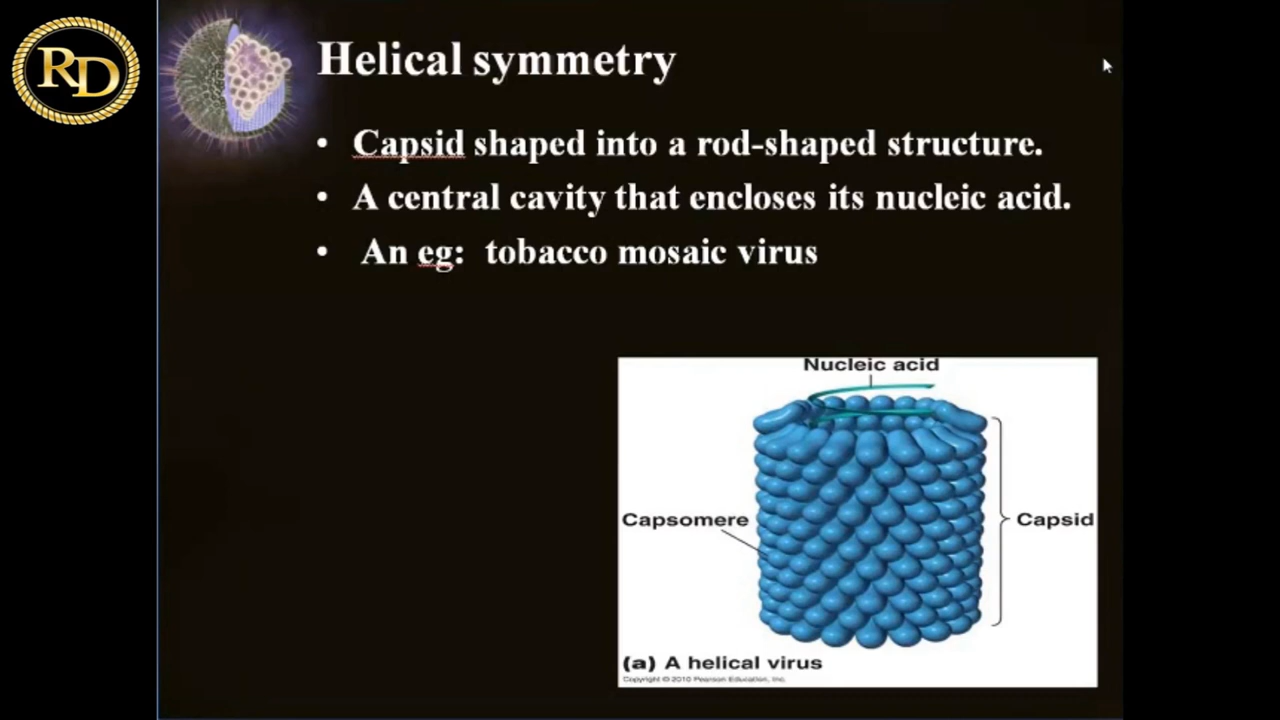 RD
Helical symmetry
• Capsid shaped into a rod-shaped structure.
• A central cavity that encloses its nucleic acid.
• An eg: tobacco mosaic virus
Nucleic acid
Capsomere
Capsid
(a) A helical virus
Copyright © 2010 Pearson Education, Inc.